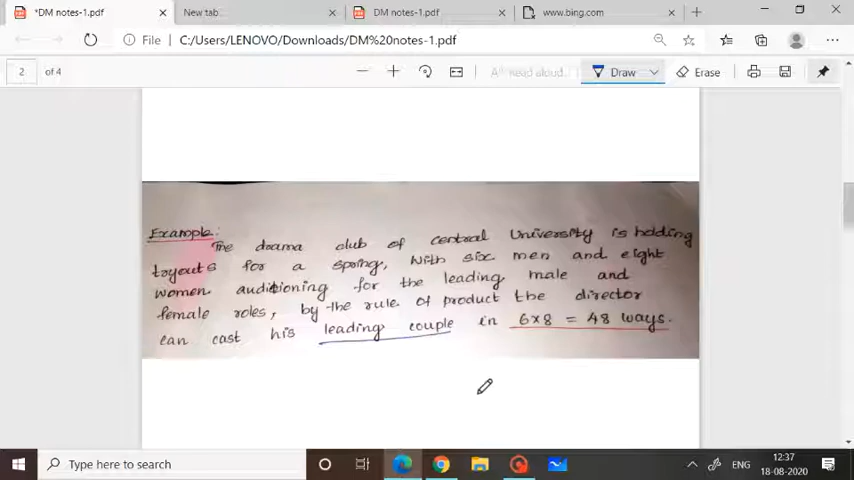 *DM notes-1.pdf
New tab
DM notes-1.pdf
www.bing.com
File
C:/Users/LENOVO/Downloads/DM%20notes-1.pdf
2 of 4
All read aloud
Draw
Erase
Example:
The drama club of central University is holding
tryouts for a spring, with six men and eight
women auditioning for the leading male and
female roles, by the rule of product the director
can cast his leading couple in 6x8 = 48 ways.
Type here to search
ENG
12:37
18-08-2020